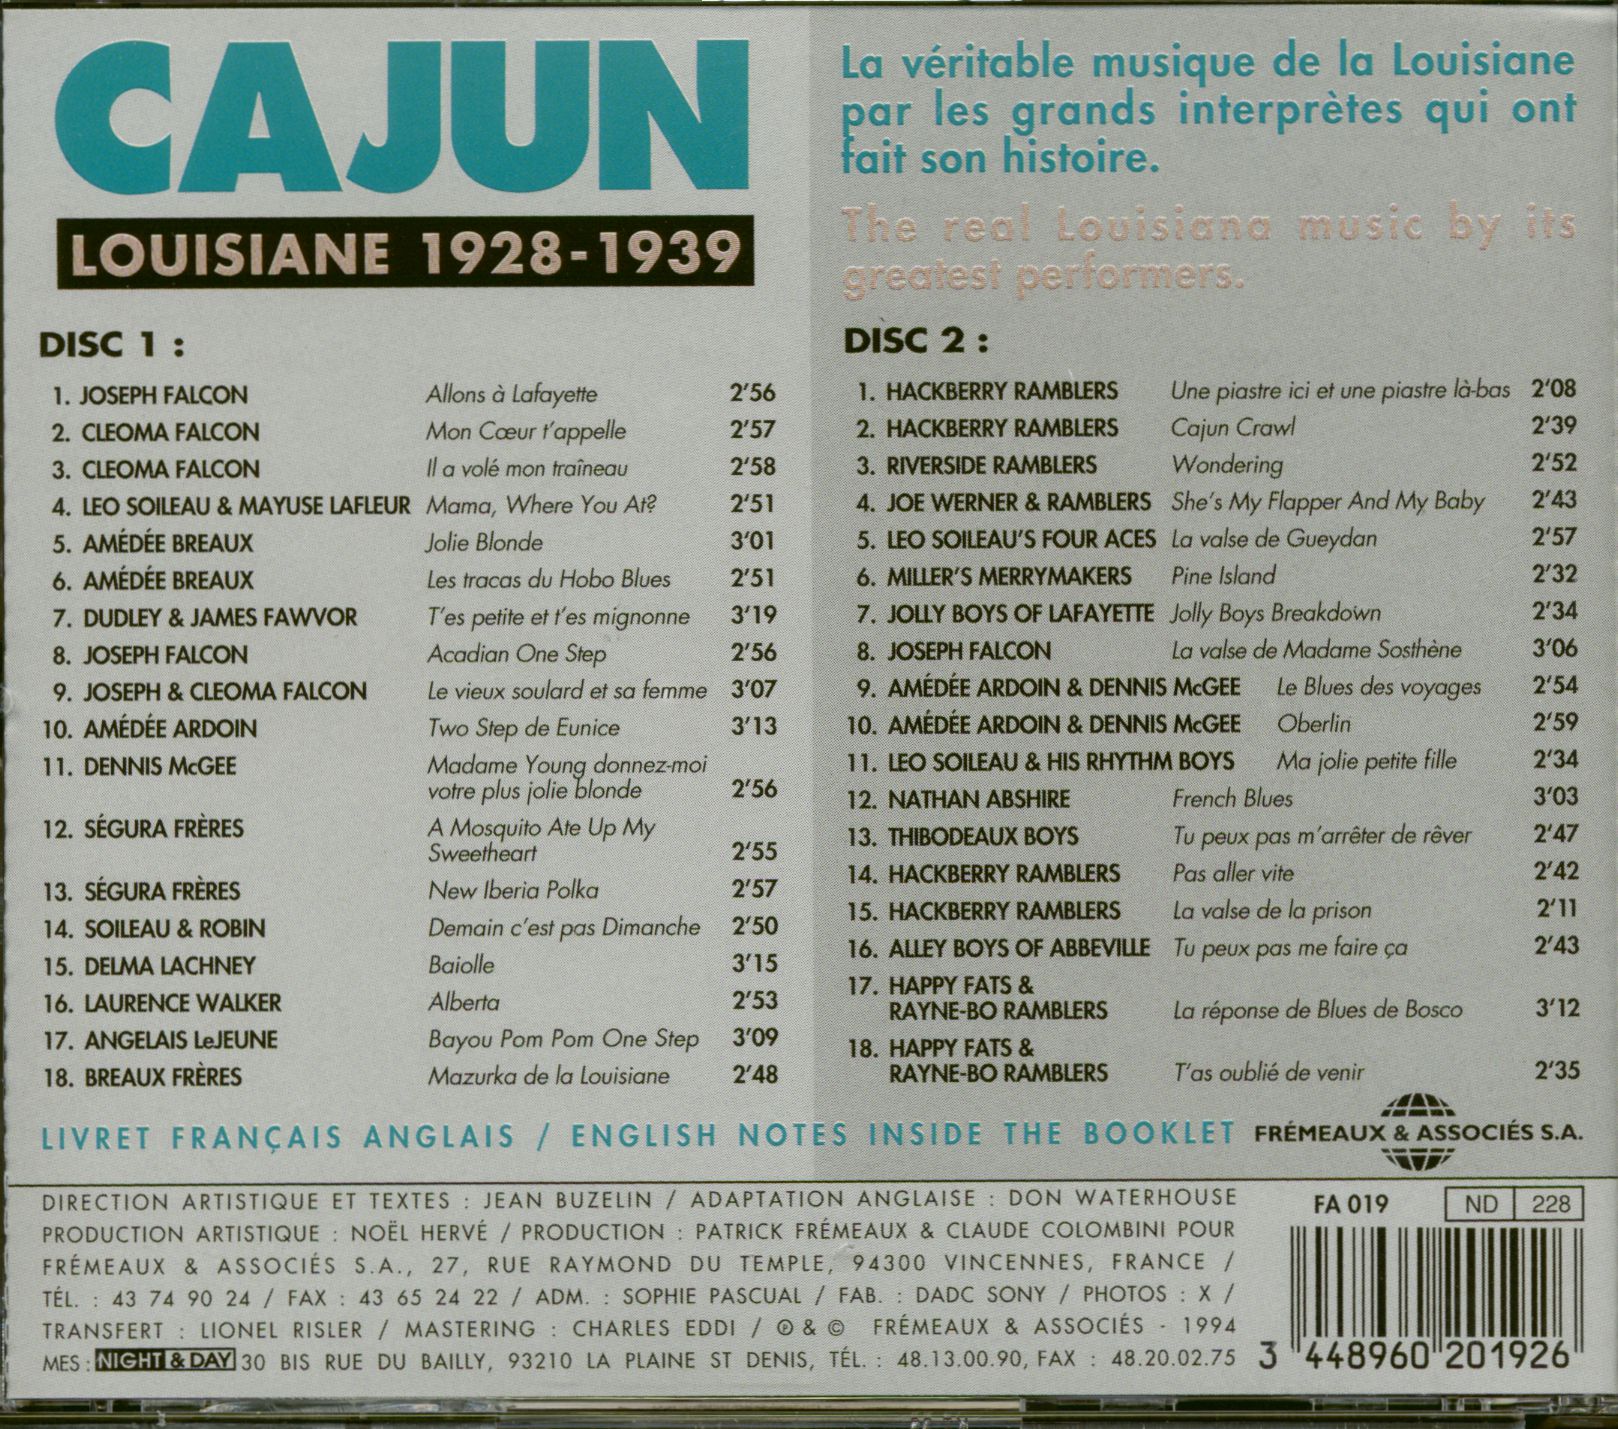 CAJUN
LOUISIANE 1928-1939
La véritable musique de la Louisiane
par les grands interprètes qui ont
fait son histoire.
The real Louisiana music by its
greatest performers.
DISC 1 :
1. JOSEPH FALCON Allons à Lafayette 2'56
2. CLEOMA FALCON Mon Cœur t'appelle 2'57
3. CLEOMA FALCON Il a volé mon traîneau 2'58
4. LEO SOILEAU & MAYUSE LAFLEUR Mama, Where You At? 2'51
5. AMÉDÉE BREAUX Jolie Blonde 3'01
6. AMÉDÉE BREAUX Les tracas du Hobo Blues 2'51
7. DUDLEY & JAMES FAWVOR T'es petite et t'es mignonne 3'19
8. JOSEPH FALCON Acadian One Step 2'56
9. JOSEPH & CLEOMA FALCON Le vieux soulard et sa femme 3'07
10. AMÉDÉE ARDOIN Two Step de Eunice 3'13
11. DENNIS McGEE Madame Young donnez-moi
votre plus jolie blonde 2'56
12. SÉGURA FRÈRES A Mosquito Ate Up My
Sweetheart 2'55
13. SÉGURA FRÈRES New Iberia Polka 2'57
14. SOILEAU & ROBIN Demain c'est pas Dimanche 2'50
15. DELMA LACHNEY Baiolle 3'15
16. LAURENCE WALKER Alberta 2'53
17. ANGELAIS LeJEUNE Bayou Pom Pom One Step 3'09
18. BREAUX FRÈRES Mazurka de la Louisiane 2'48
DISC 2 :
1. HACKBERRY RAMBLERS Une piastre ici et une piastre là-bas 2'08
2. HACKBERRY RAMBLERS Cajun Crawl 2'39
3. RIVERSIDE RAMBLERS Wondering 2'52
4. JOE WERNER & RAMBLERS She's My Flapper And My Baby 2'43
5. LEO SOILEAU'S FOUR ACES La valse de Gueydan 2'57
6. MILLER'S MERRYMAKERS Pine Island 2'32
7. JOLLY BOYS OF LAFAYETTE Jolly Boys Breakdown 2'34
8. JOSEPH FALCON La valse de Madame Sosthène 3'06
9. AMÉDÉE ARDOIN & DENNIS McGEE Le Blues des voyages 2'54
10. AMÉDÉE ARDOIN & DENNIS McGEE Oberlin 2'59
11. LEO SOILEAU & HIS RHYTHM BOYS Ma jolie petite fille 2'34
12. NATHAN ABSHIRE French Blues 3'03
13. THIBODEAUX BOYS Tu peux pas m'arrêter de rêver 2'47
14. HACKBERRY RAMBLERS Pas aller vite 2'42
15. HACKBERRY RAMBLERS La valse de la prison 2'11
16. ALLEY BOYS OF ABBEVILLE Tu peux pas me faire ça 2'43
17. HAPPY FATS &
RAYNE-BO RAMBLERS La réponse de Blues de Bosco 3'12
18. HAPPY FATS &
RAYNE-BO RAMBLERS T'as oublié de venir 2'35
LIVRET FRANÇAIS ANGLAIS / ENGLISH NOTES INSIDE THE BOOKLET
FRÉMEAUX & ASSOCIÉS S.A.
DIRECTION ARTISTIQUE ET TEXTES : JEAN BUZELIN / ADAPTATION ANGLAISE : DON WATERHOUSE
PRODUCTION ARTISTIQUE : NOËL HERVÉ / PRODUCTION : PATRICK FRÉMEAUX & CLAUDE COLOMBINI POUR
FRÉMEAUX & ASSOCIÉS S.A., 27, RUE RAYMOND DU TEMPLE, 94300 VINCENNES, FRANCE /
TÉL. : 43 74 90 24 / FAX : 43 65 24 22 / ADM. : SOPHIE PASCUAL / FAB. : DADC SONY / PHOTOS : X /
TRANSFERT : LIONEL RISLER / MASTERING : CHARLES EDDI / ℗ & © FRÉMEAUX & ASSOCIÉS - 1994
MES : NIGHT & DAY 30 BIS RUE DU BAILLY, 93210 LA PLAINE ST DENIS, TÉL. : 48.13.00.90, FAX : 48.20.02.75
FA 019 ND 228
3 448960 201926